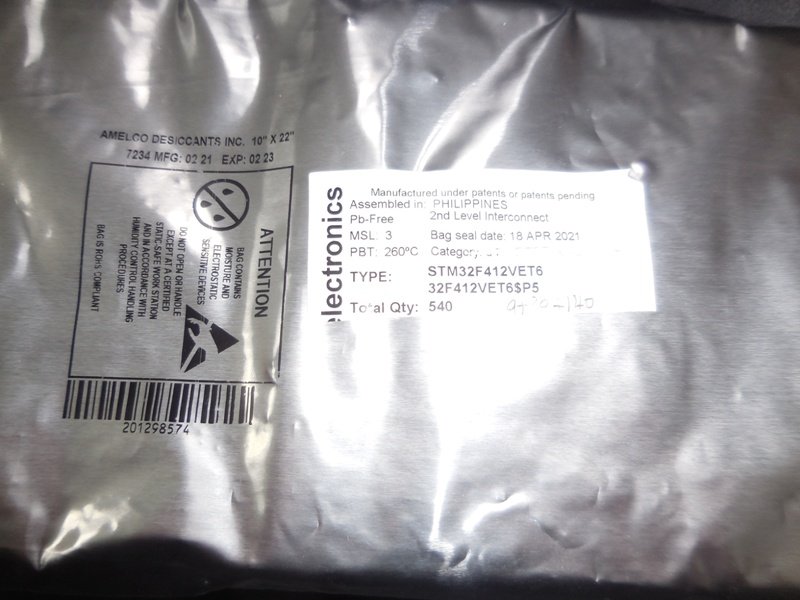 AMELCO DESICCANTS INC. 10" X 22"
7234 MFG: 02 21 EXP: 02 23
ATTENTION
BAG CONTAINS
MOISTURE AND
ELECTROSTATIC
SENSITIVE DEVICES
DO NOT OPEN OR HANDLE
EXCEPT AT A CERTIFIED
STATIC-SAFE WORK STATION
AND IN ACCORDANCE WITH
HUMIDITY CONTROL HANDLING
PROCEDURES
BAG IS ROHS COMPLIANT
201298574
electronics
Manufactured under patents or patents pending
Assembled in: PHILIPPINES
Pb-Free 2nd Level Interconnect
MSL: 3 Bag seal date: 18 APR 2021
PBT: 260°C Category:
TYPE: STM32F412VET6
32F412VET6$P5
Total Qty: 540